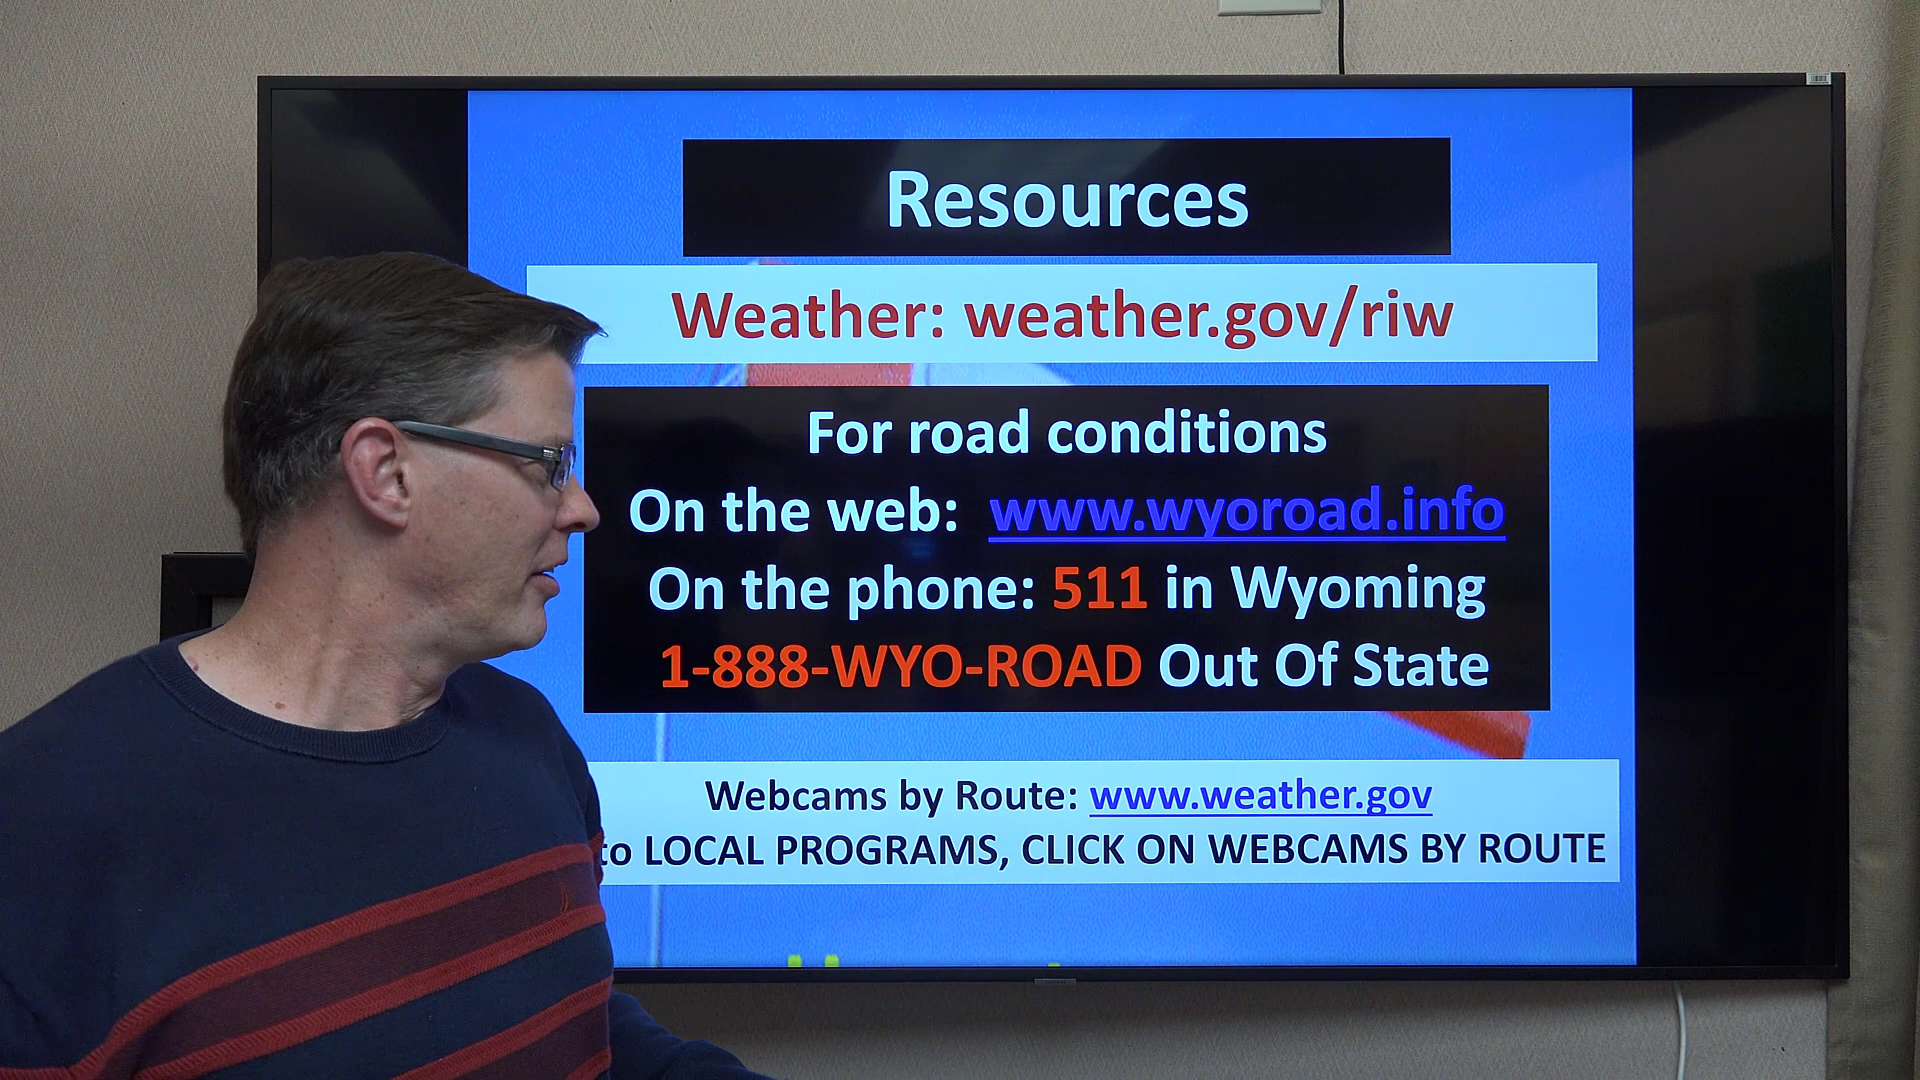 Resources
Weather: weather.gov/riw
For road conditions
On the web: www.wyoroad.info
On the phone: 511 in Wyoming
1-888-WYO-ROAD Out Of State
Webcams by Route: www.weather.gov
to LOCAL PROGRAMS, CLICK ON WEBCAMS BY ROUTE